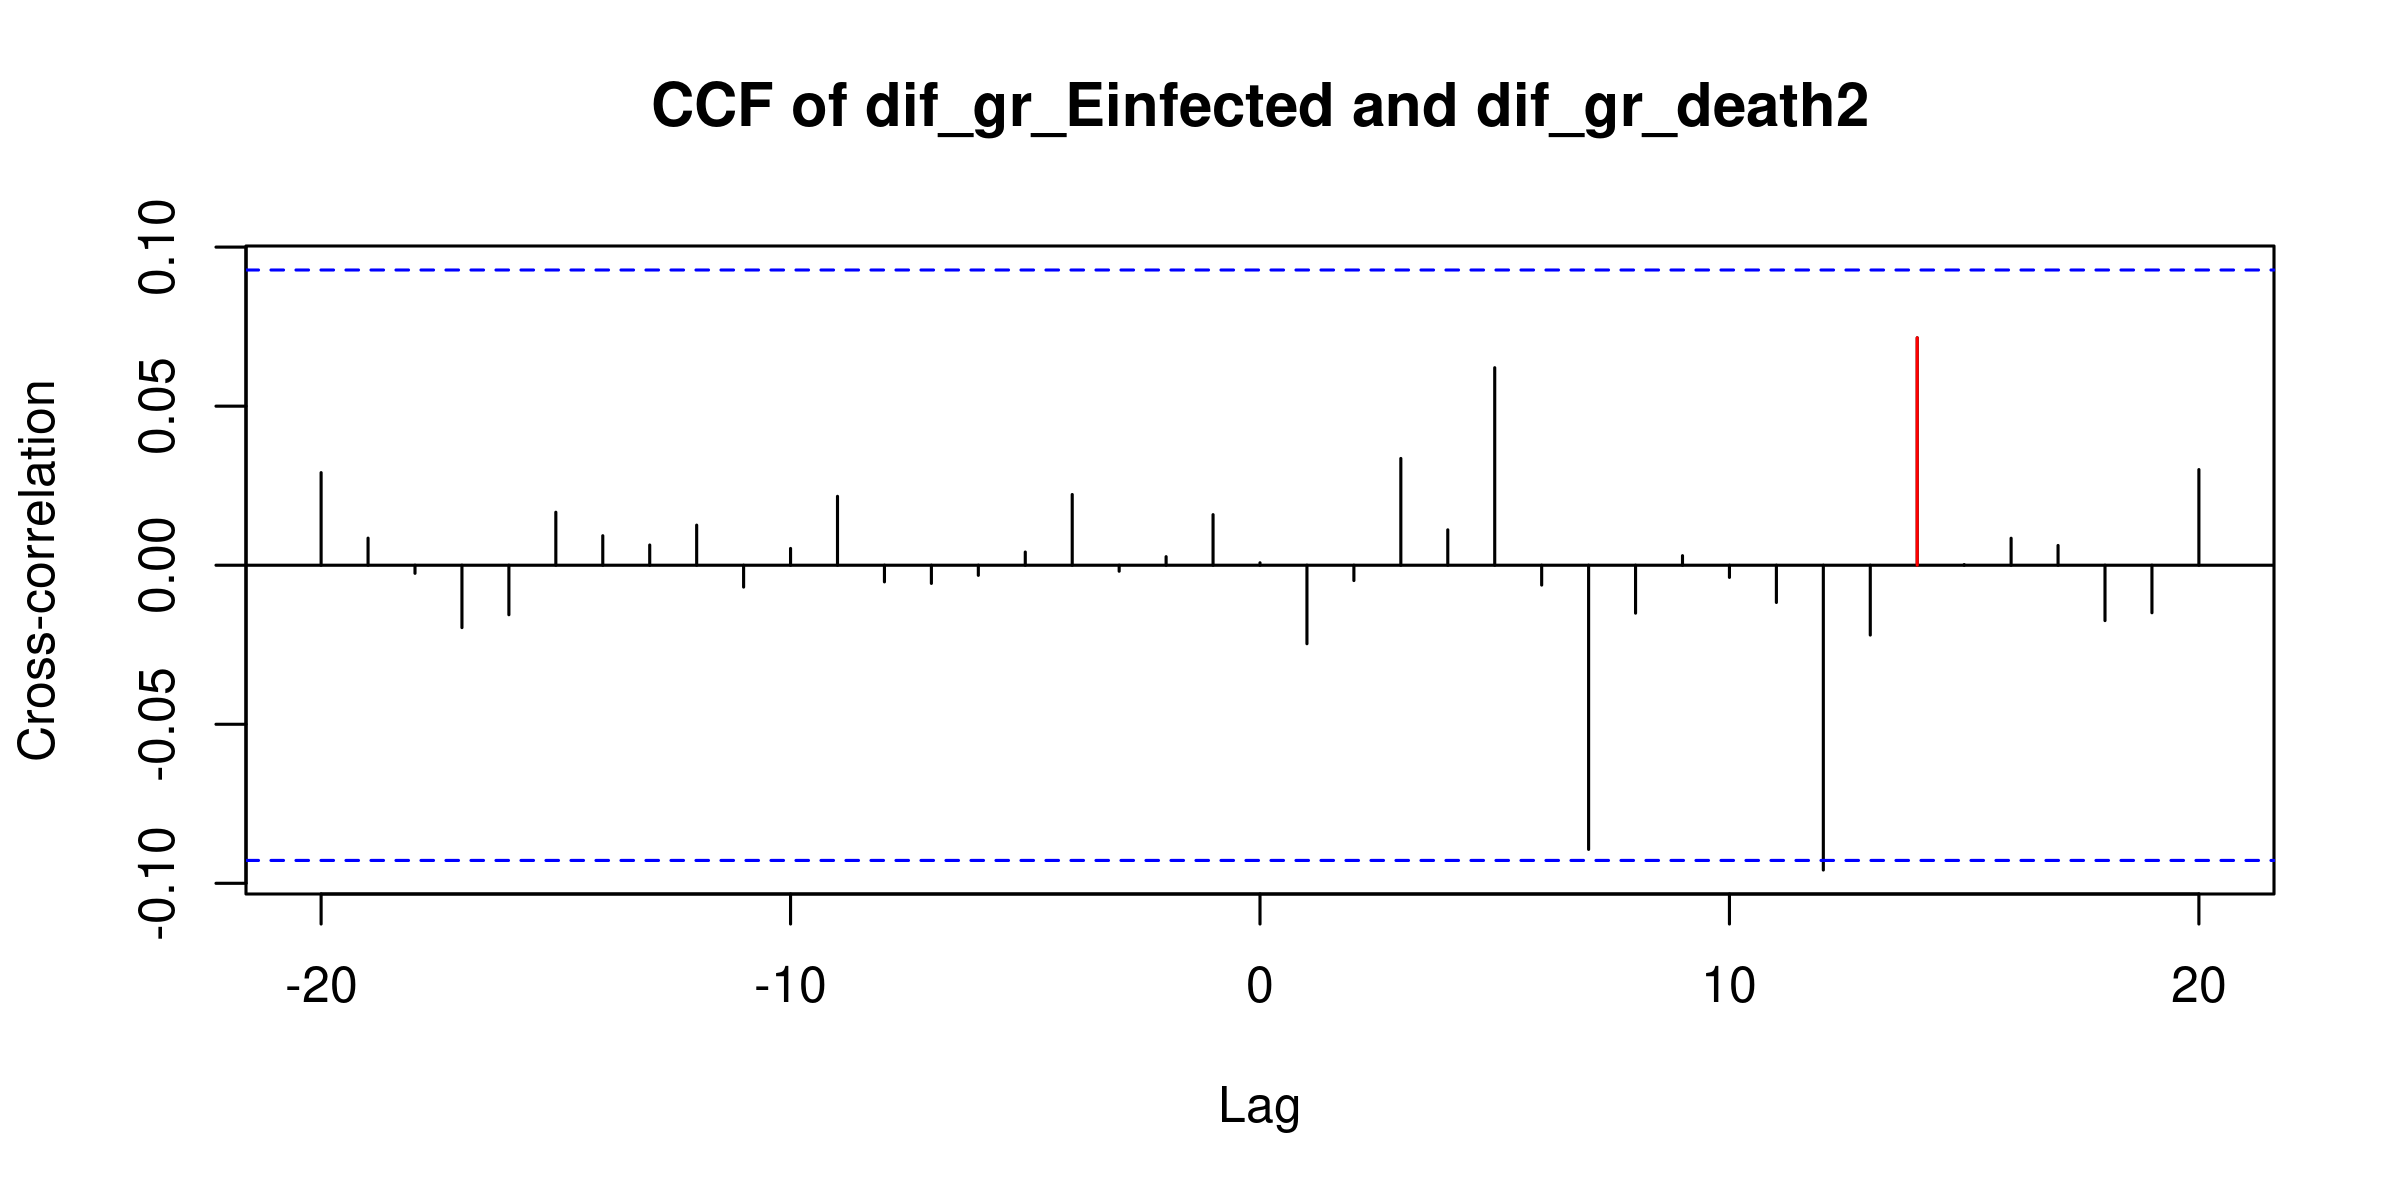 CCF of dif_gr_Einfected and dif_gr_death2
Cross-correlation
0.10
0.05
0.00
-0.05
-0.10
-20 -10 0 10 20
Lag